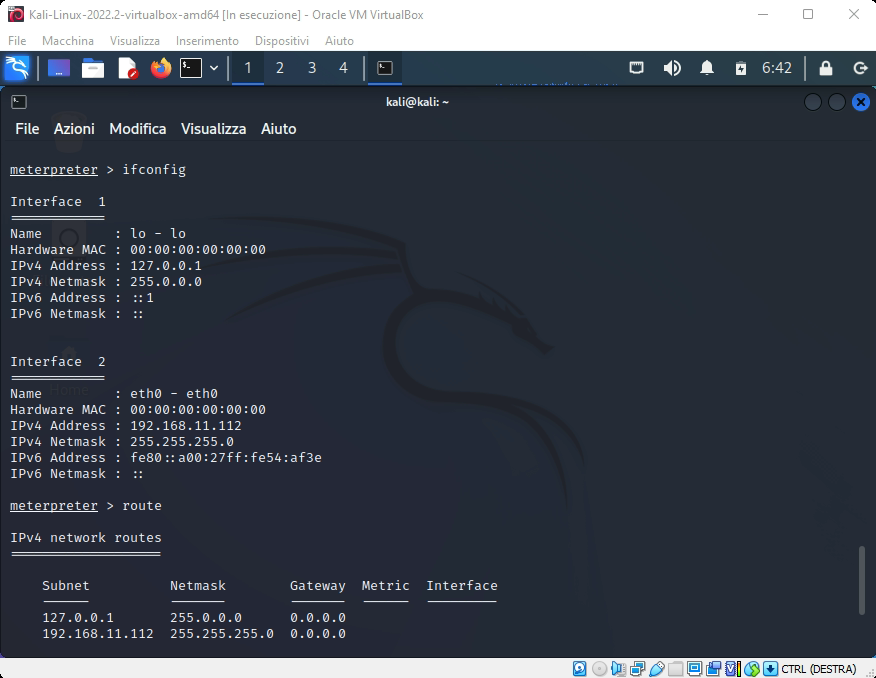 Kali-Linux-2022.2-virtualbox-amd64 [In esecuzione] - Oracle VM VirtualBox
File Macchina Visualizza Inserimento Dispositivi Aiuto
1 2 3 4 6:42
kali@kali: ~
File Azioni Modifica Visualizza Aiuto
meterpreter > ifconfig
Interface 1
Name : lo - lo
Hardware MAC : 00:00:00:00:00:00
IPv4 Address : 127.0.0.1
IPv4 Netmask : 255.0.0.0
IPv6 Address : ::1
IPv6 Netmask : ::
Interface 2
Name : eth0 - eth0
Hardware MAC : 00:00:00:00:00:00
IPv4 Address : 192.168.11.112
IPv4 Netmask : 255.255.255.0
IPv6 Address : fe80::a00:27ff:fe54:af3e
IPv6 Netmask : ::
meterpreter > route
IPv4 network routes
Subnet Netmask Gateway Metric Interface
127.0.0.1 255.0.0.0 0.0.0.0
192.168.11.112 255.255.255.0 0.0.0.0
CTRL (DESTRA)